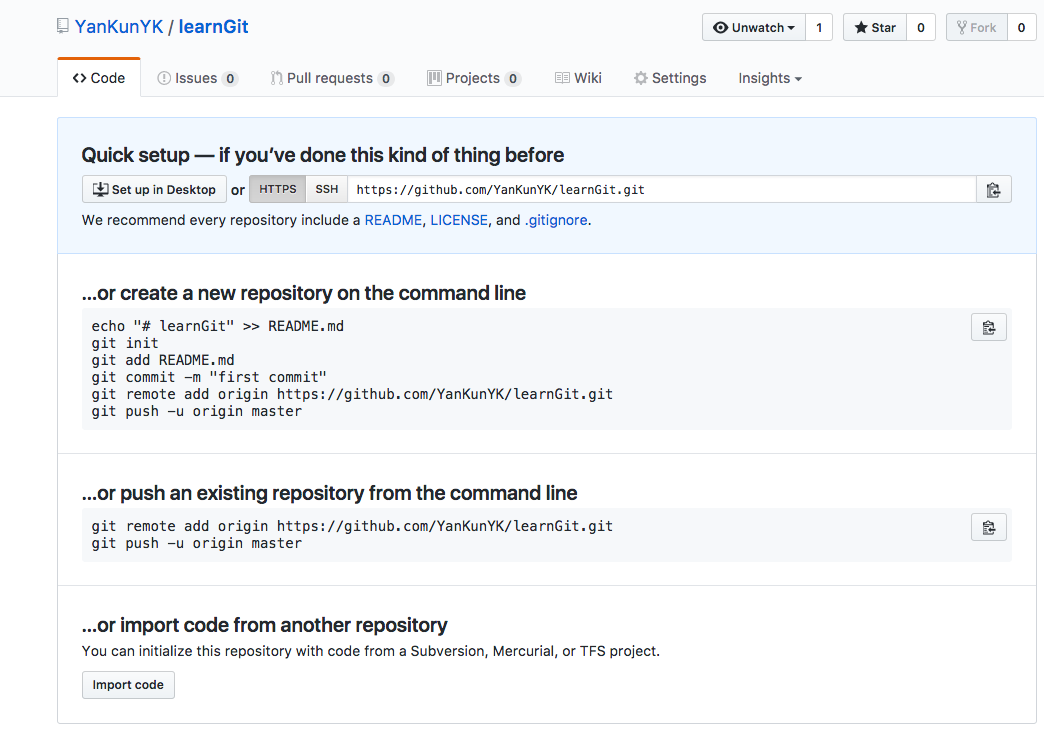 YanKunYK / learnGit
Unwatch 1 Star 0 Fork 0
Code Issues 0 Pull requests 0 Projects 0 Wiki Settings Insights
Quick setup — if you’ve done this kind of thing before
Set up in Desktop or HTTPS SSH https://github.com/YanKunYK/learnGit.git
We recommend every repository include a README, LICENSE, and .gitignore.
…or create a new repository on the command line
echo "# learnGit" >> README.md
git init
git add README.md
git commit -m "first commit"
git remote add origin https://github.com/YanKunYK/learnGit.git
git push -u origin master
…or push an existing repository from the command line
git remote add origin https://github.com/YanKunYK/learnGit.git
git push -u origin master
…or import code from another repository
You can initialize this repository with code from a Subversion, Mercurial, or TFS project.
Import code